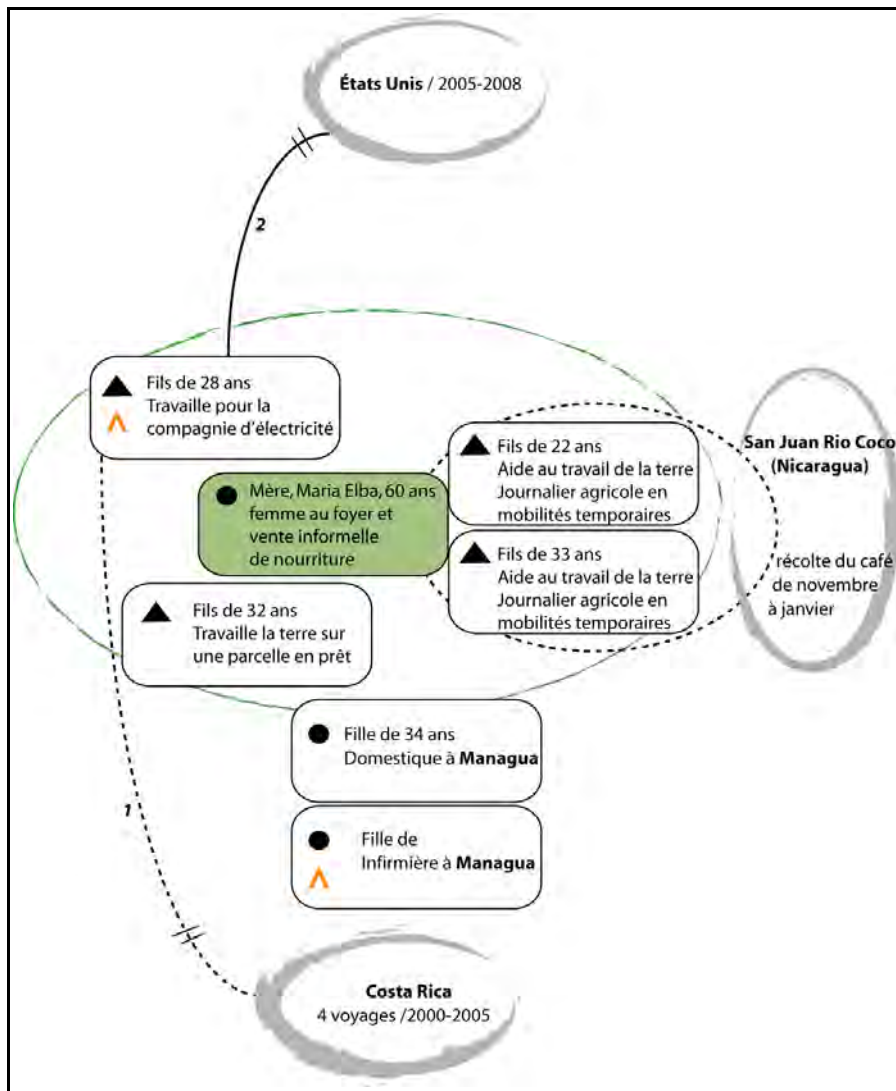 États Unis / 2005-2008
2
Fils de 28 ans
Travaille pour la
compagnie d'électricité
Fils de 22 ans
Aide au travail de la terre
Journalier agricole en
mobilités temporaires
San Juan Rio Coco
(Nicaragua)
Mère, Maria Elba, 60 ans
femme au foyer et
vente informelle
de nourriture
Fils de 33 ans
Aide au travail de la terre
Journalier agricole en
mobilités temporaires
récolte du café
de novembre
à janvier
Fils de 32 ans
Travaille la terre sur
une parcelle en prêt
Fille de 34 ans
Domestique à Managua
1
Fille de
Infirmière à Managua
Costa Rica
4 voyages /2000-2005